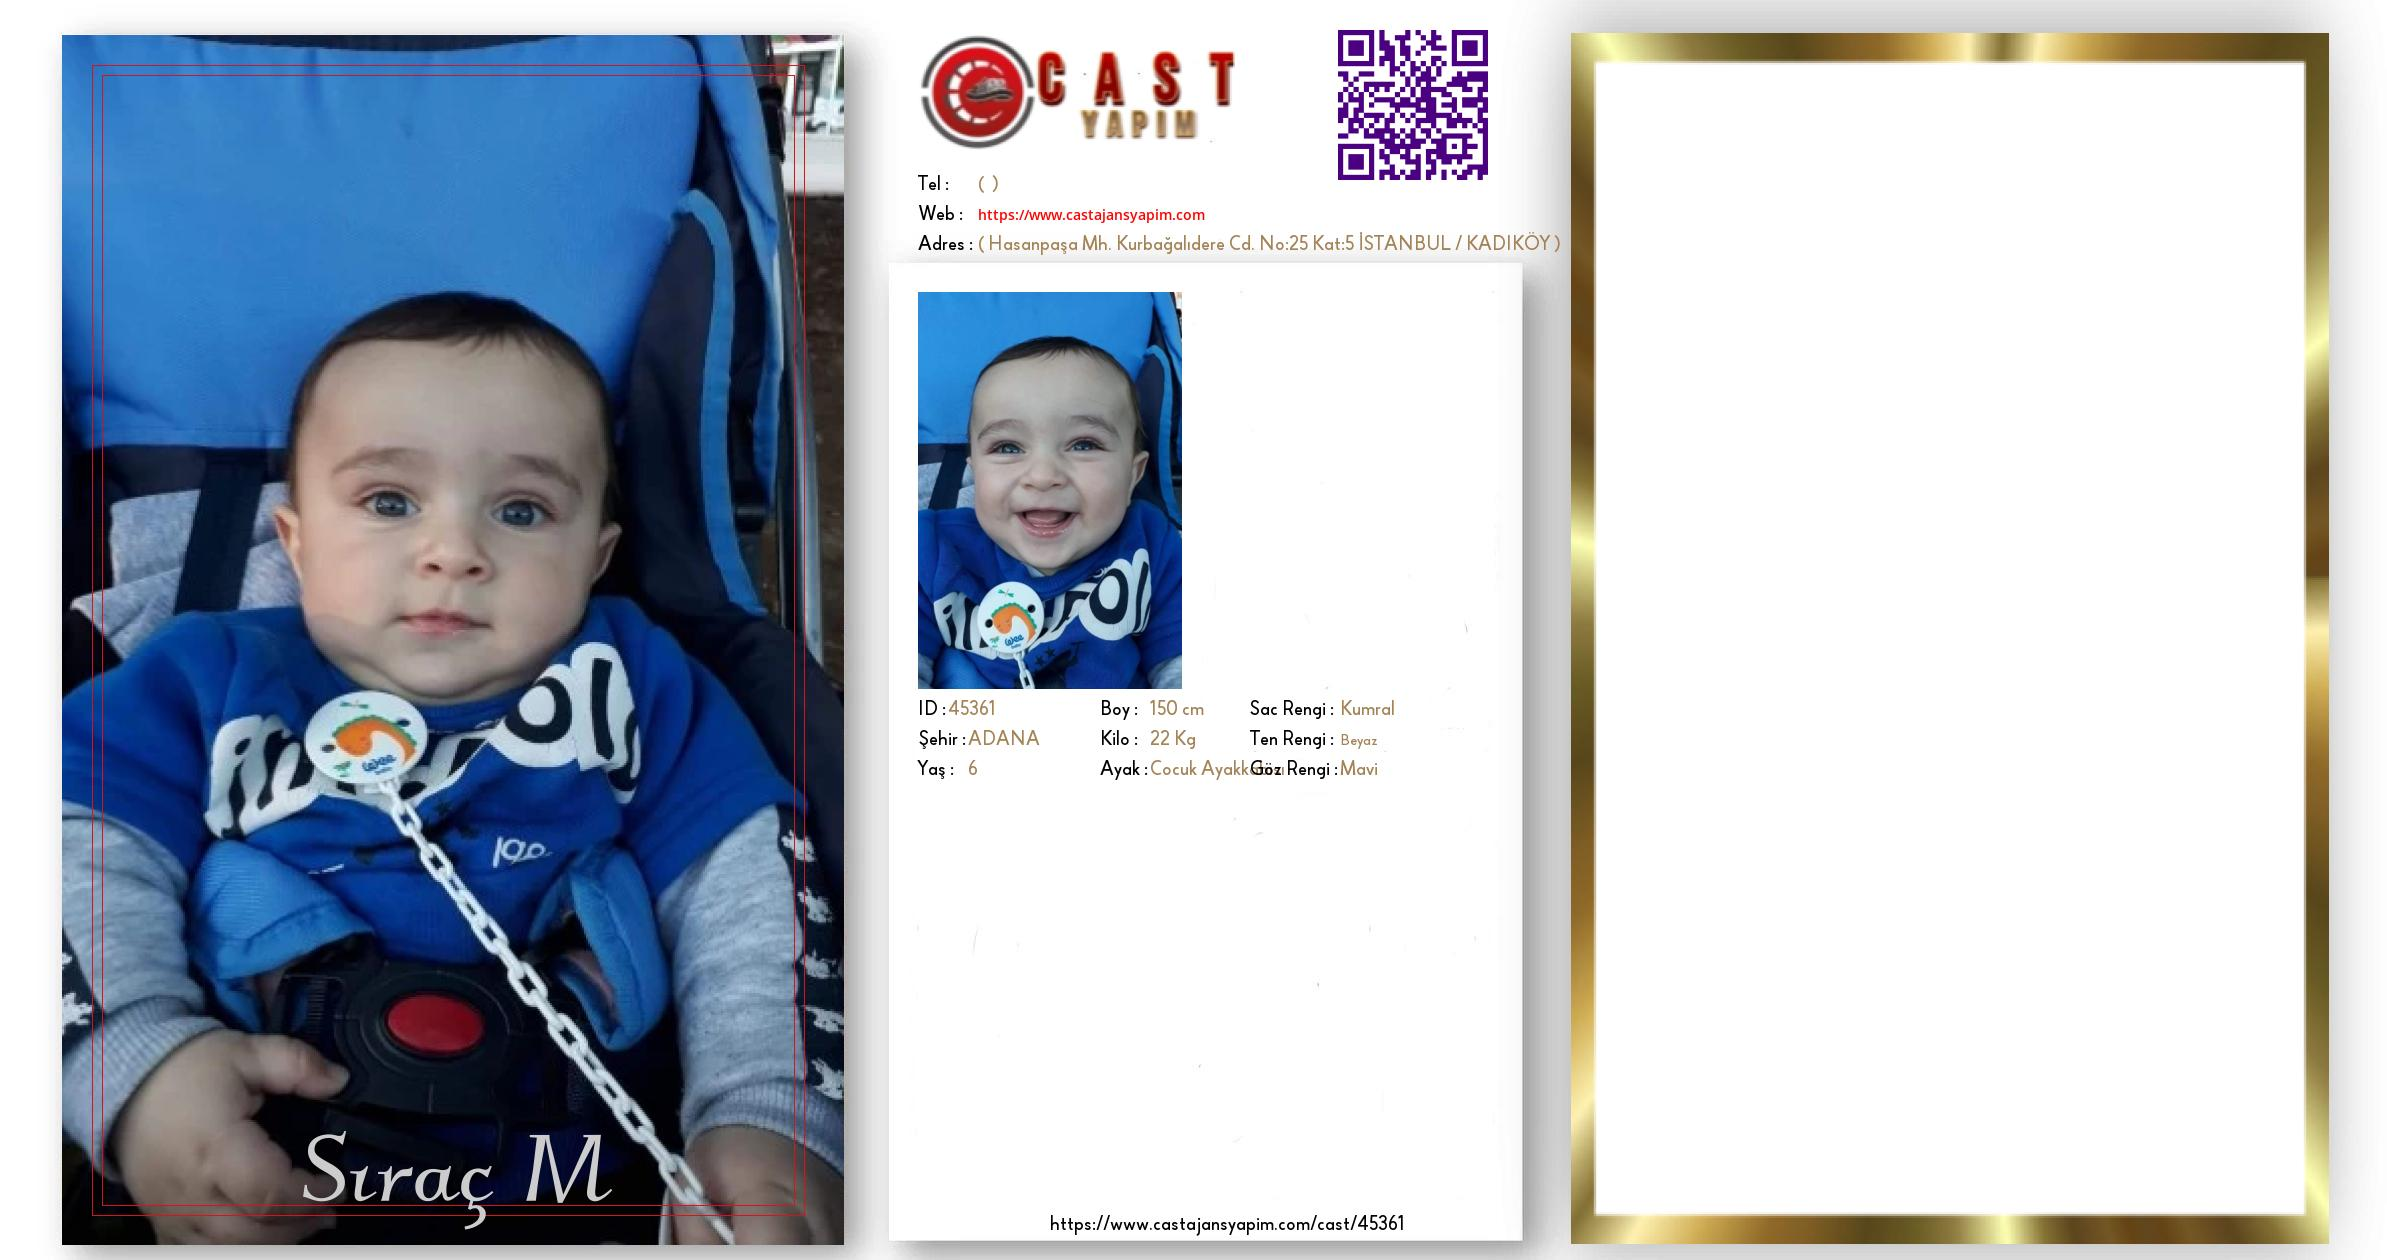 Sıraç M
CAST
YAPIM
Tel : ( )
Web : https://www.castajansyapim.com
Adres : ( Hasanpaşa Mh. Kurbağalıdere Cd. No:25 Kat:5 İSTANBUL / KADIKÖY )
ID : 45361 Boy : 150 cm Sac Rengi : Kumral
Şehir : ADANA Kilo : 22 Kg Ten Rengi : Beyaz
Yaş : 6 Ayak : Cocuk Göz Rengi : Mavi
https://www.castajansyapim.com/cast/45361